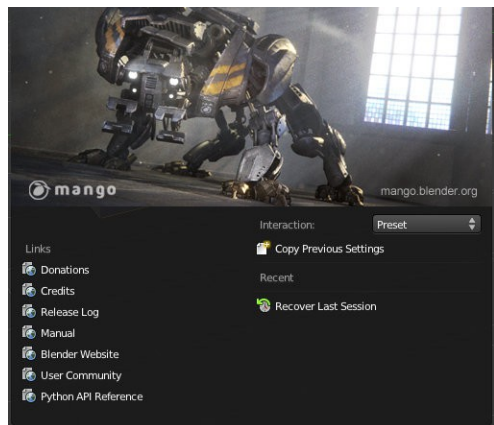 mango
mango.blender.org
Interaction: Preset
Links
Copy Previous Settings
Donations
Recent
Credits
Release Log
Recover Last Session
Manual
Blender Website
User Community
Python API Reference